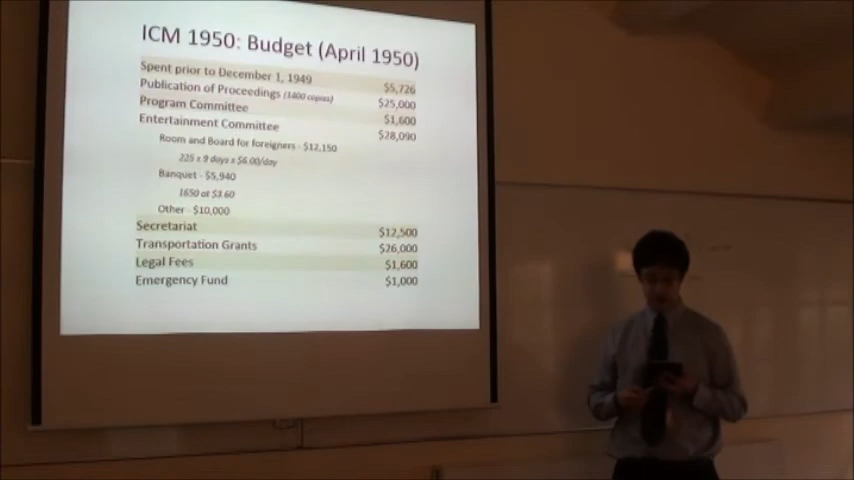 ICM 1950: Budget (April 1950)
Spent prior to December 1, 1949 $5,726
Publication of Proceedings (1400 copies) $25,000
Program Committee $1,600
Entertainment Committee $28,090
Room and Board for foreigners - $12,150
225 x 9 days x $6.00/day
Banquet - $5,940
1650 at $3.60
Other - $10,000
Secretariat $12,500
Transportation Grants $26,000
Legal Fees $1,600
Emergency Fund $1,000